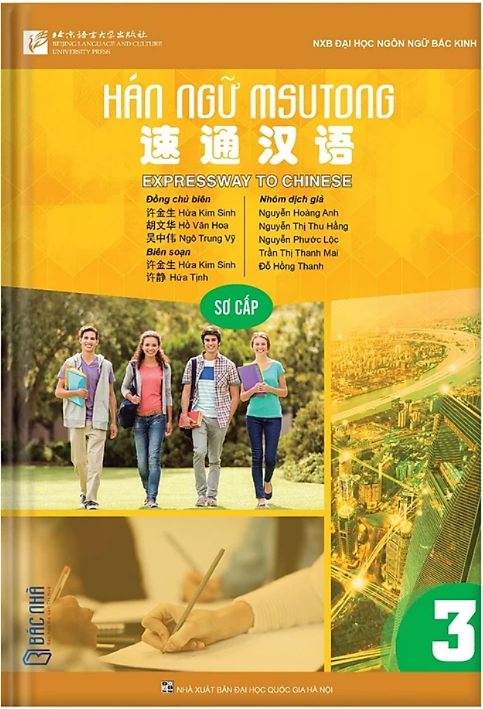 北京语言大学出版社
BEIJING LANGUAGE AND CULTURE
UNIVERSITY PRESS
NXB ĐẠI HỌC NGÔN NGỮ BẮC KINH
HÁN NGỮ MSUTONG
速通汉语
EXPRESSWAY TO CHINESE
Đồng chủ biên
许金生 Hứa Kim Sinh
胡文华 Hồ Văn Hoa
吴中伟 Ngô Trung Vỹ
Biên soạn
许金生 Hứa Kim Sinh
许静 Hứa Tịnh
Nhóm dịch giả
Nguyễn Hoàng Anh
Nguyễn Thị Thu Hằng
Nguyễn Phước Lộc
Trần Thị Thanh Mai
Đỗ Hồng Thanh
SƠ CẤP
BÁC NHÃ
3
NHÀ XUẤT BẢN ĐẠI HỌC QUỐC GIA HÀ NỘI